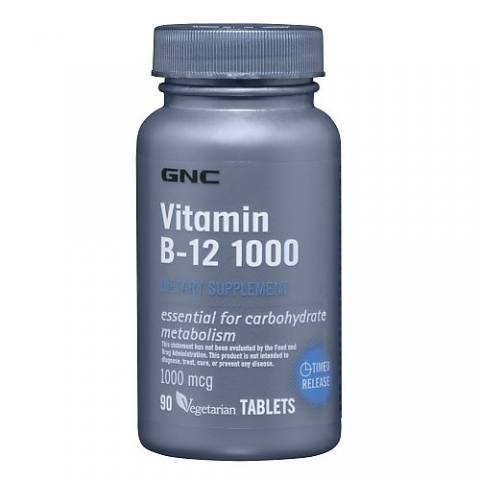 GNC
Vitamin
B-12 1000
DIETARY SUPPLEMENT
essential for carbohydrate
metabolism
This statement has not been evaluated by the Food and
Drug Administration. This product is not intended to
diagnose, treat, cure, or prevent any disease.
1000 mcg
TIMED
RELEASE
90 Vegetarian TABLETS